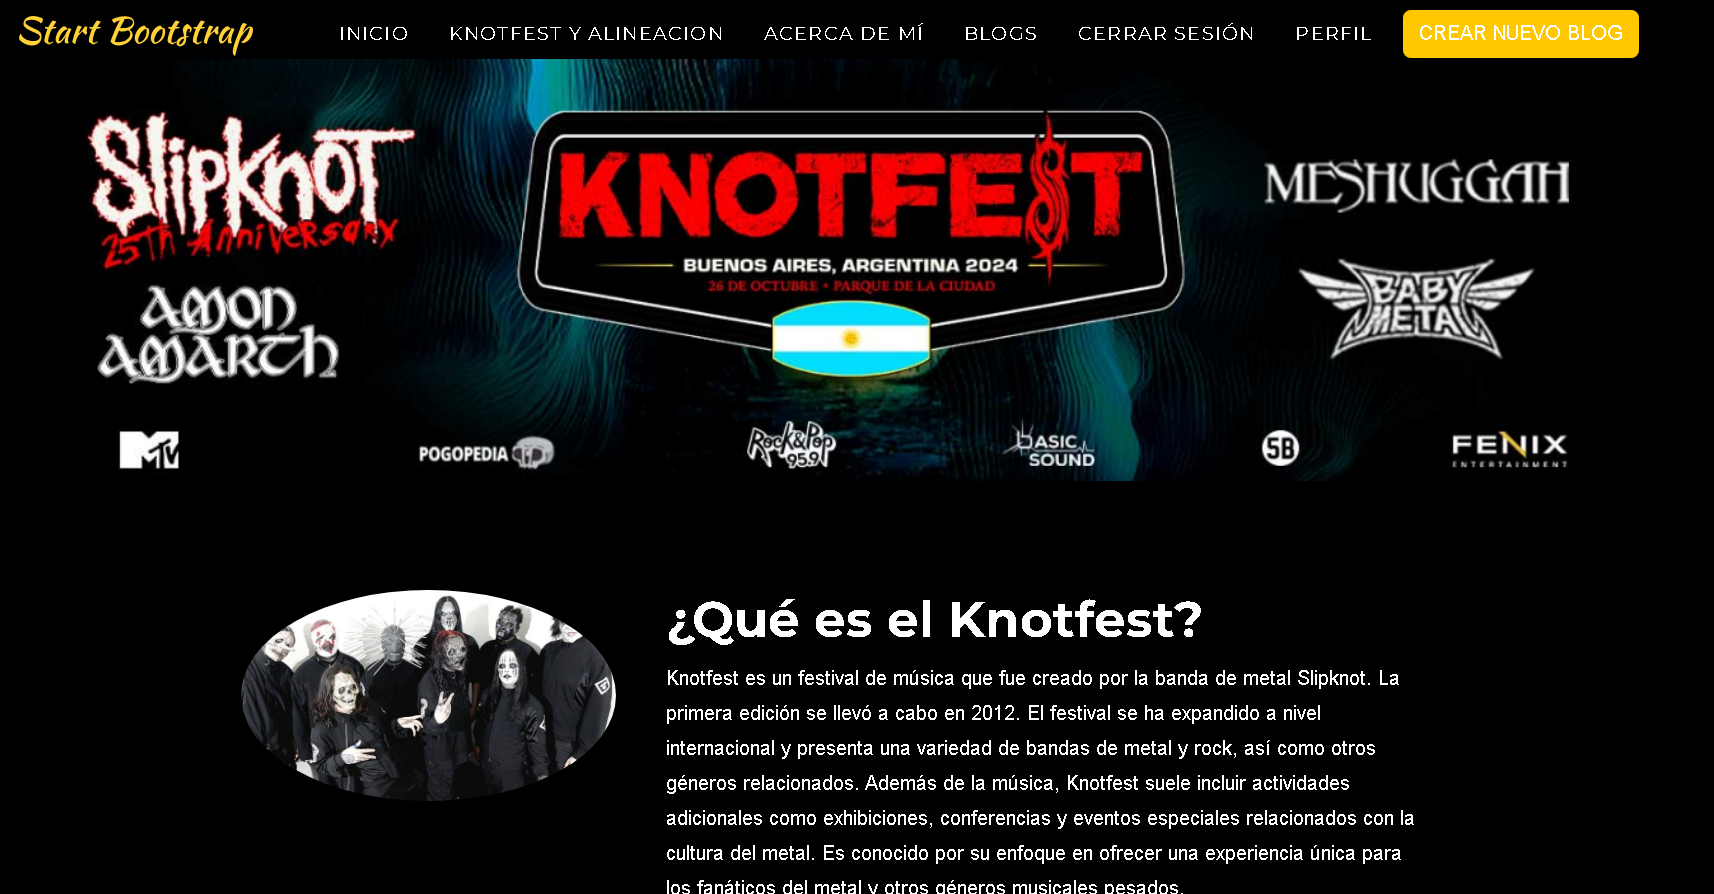 Start Bootstrap
INICIO
KNOTFEST Y ALINEACION
ACERCA DE MÍ
BLOGS
CERRAR SESIÓN
PERFIL
CREAR NUEVO BLOG
SLIPKNOT
25th Anniversary
AMON
AMARTH
KNOTFEST
BUENOS AIRES, ARGENTINA 2024
26 DE OCTUBRE • PARQUE DE LA CIUDAD
MESHUGGAH
BABY
METAL
MTV
POGOPEDIA
Rock&Pop
95.9
BASIC
SOUND
5B
FENIX
ENTERTAINMENT
¿Qué es el Knotfest?
Knotfest es un festival de música que fue creado por la banda de metal Slipknot. La
primera edición se llevó a cabo en 2012. El festival se ha expandido a nivel
internacional y presenta una variedad de bandas de metal y rock, así como otros
géneros relacionados. Además de la música, Knotfest suele incluir actividades
adicionales como exhibiciones, conferencias y eventos especiales relacionados con la
cultura del metal. Es conocido por su enfoque en ofrecer una experiencia única para
los fanáticos del metal y otros géneros musicales pesados.